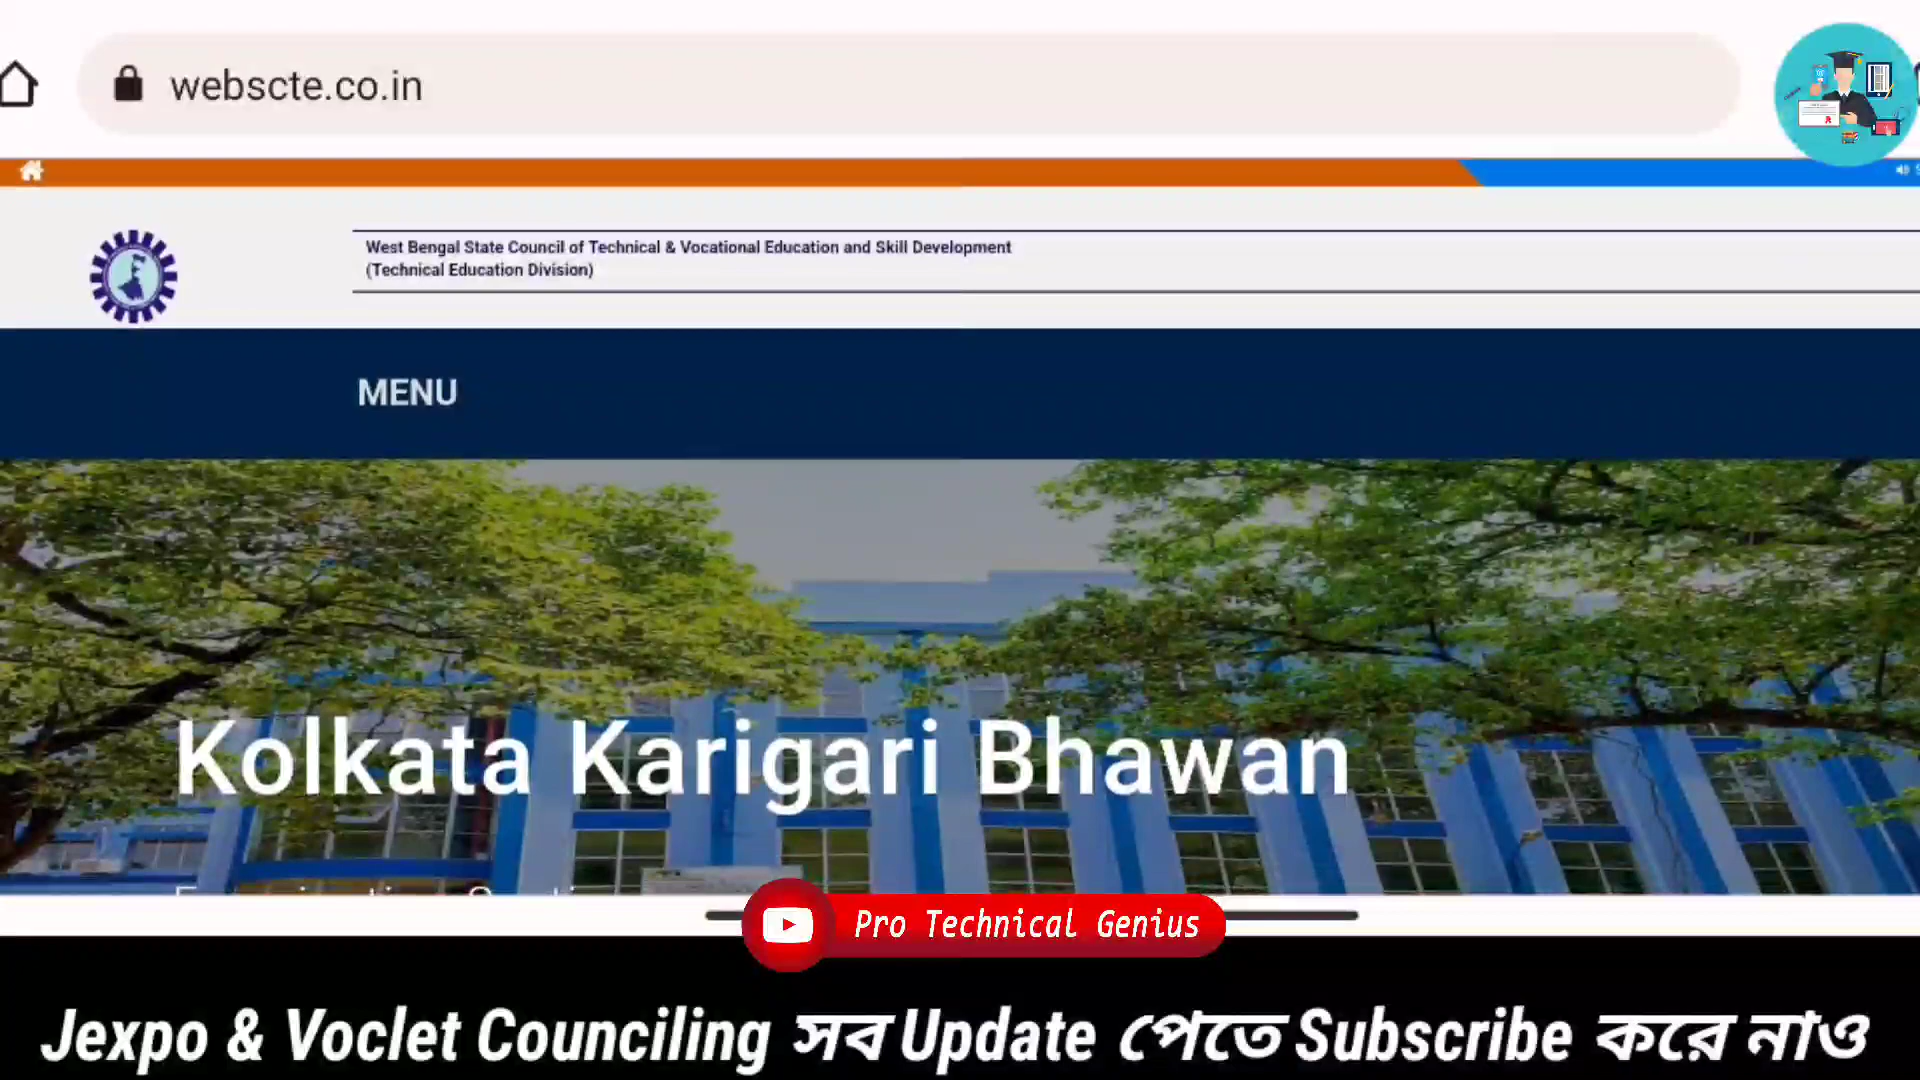 webscte.co.in
West Bengal State Council of Technical & Vocational Education and Skill Development
(Technical Education Division)
MENU
Kolkata Karigari Bhawan
Pro Technical Genius
Jexpo & Voclet Counciling সব Update পেতে Subscribe করে নাও